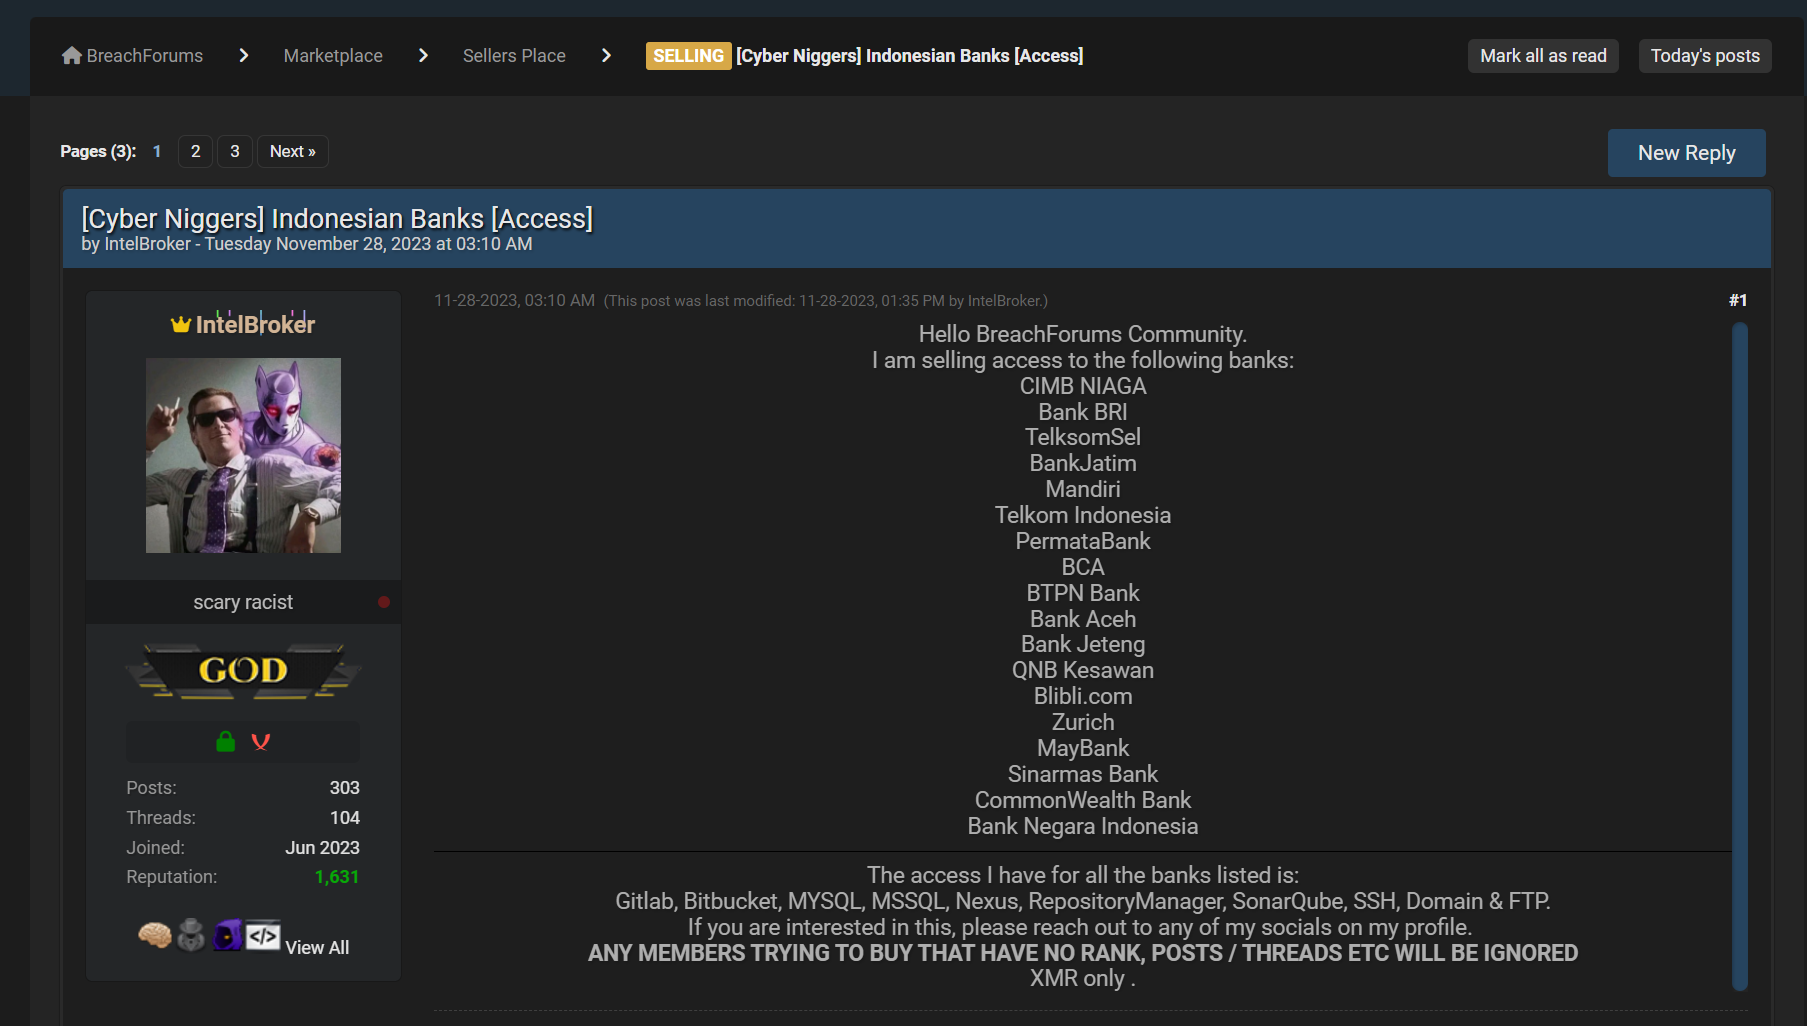 BreachForums > Marketplace > Sellers Place > SELLING [Cyber Niggers] Indonesian Banks [Access] Mark all as read Today's posts
Pages (3): 1 2 3 Next » New Reply
[Cyber Niggers] Indonesian Banks [Access]
by IntelBroker - Tuesday November 28, 2023 at 03:10 AM
IntelBroker
scary racist
GOD
Posts: 303
Threads: 104
Joined: Jun 2023
Reputation: 1,631
</> View All
11-28-2023, 03:10 AM (This post was last modified: 11-28-2023, 01:35 PM by IntelBroker.) #1
Hello BreachForums Community.
I am selling access to the following banks:
CIMB NIAGA
Bank BRI
TelksomSel
BankJatim
Mandiri
Telkom Indonesia
PermataBank
BCA
BTPN Bank
Bank Aceh
Bank Jeteng
QNB Kesawan
Blibli.com
Zurich
MayBank
Sinarmas Bank
CommonWealth Bank
Bank Negara Indonesia
The access I have for all the banks listed is:
Gitlab, Bitbucket, MYSQL, MSSQL, Nexus, RepositoryManager, SonarQube, SSH, Domain & FTP.
If you are interested in this, please reach out to any of my socials on my profile.
ANY MEMBERS TRYING TO BUY THAT HAVE NO RANK, POSTS / THREADS ETC WILL BE IGNORED
XMR only .